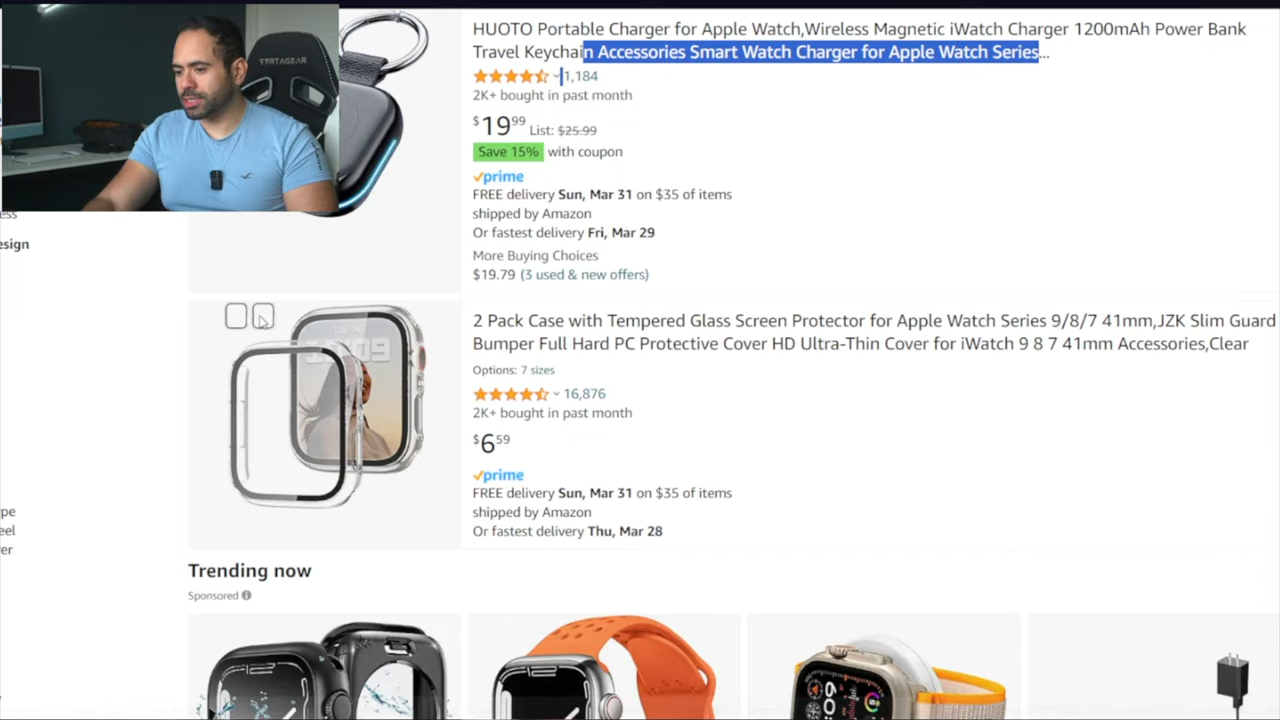 VERTAGEAR
HUOTO Portable Charger for Apple Watch,Wireless Magnetic iWatch Charger 1200mAh Power Bank
Travel Keychain Accessories Smart Watch Charger for Apple Watch Series...
1,184
2K+ bought in past month
$19.99 List: $25.99
Save 15% with coupon
prime
FREE delivery Sun, Mar 31 on $35 of items
shipped by Amazon
Or fastest delivery Fri, Mar 29
More Buying Choices
$19.79 (3 used & new offers)
ess
esign
2 Pack Case with Tempered Glass Screen Protector for Apple Watch Series 9/8/7 41mm,JZK Slim Guard
Bumper Full Hard PC Protective Cover HD Ultra-Thin Cover for iWatch 9 8 7 41mm Accessories,Clear
Options: 7 sizes
16,876
2K+ bought in past month
$6.59
prime
FREE delivery Sun, Mar 31 on $35 of items
shipped by Amazon
Or fastest delivery Thu, Mar 28
pe
eel
er
Trending now
Sponsored